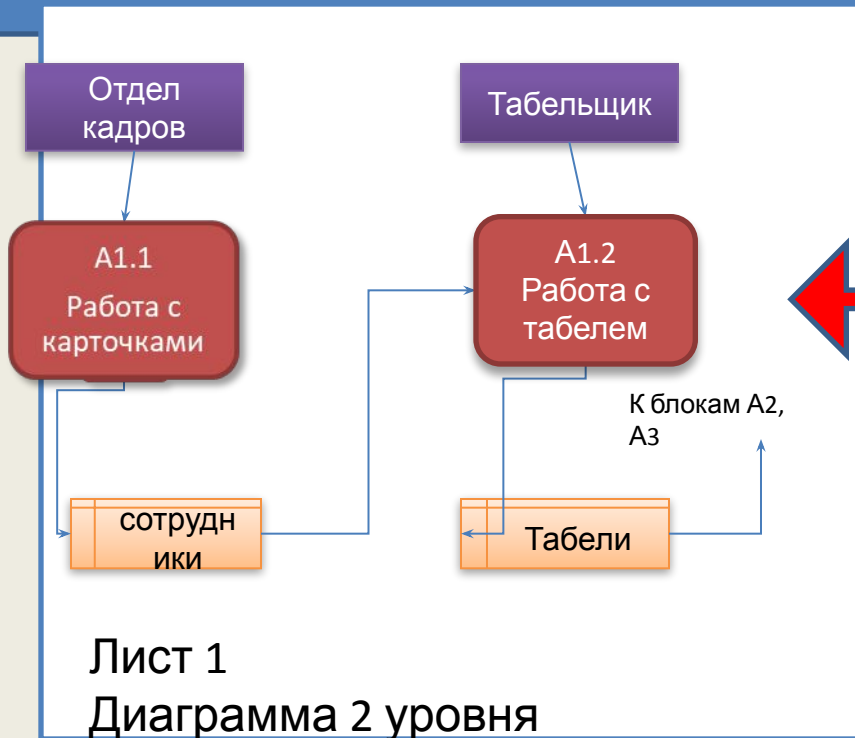 Отдел
кадров
Табельщик
А1.1
Работа с
карточками
А1.2
Работа с
табелем
К блокам А2,
А3
сотрудн
ики
Табели
Лист 1
Диаграмма 2 уровня